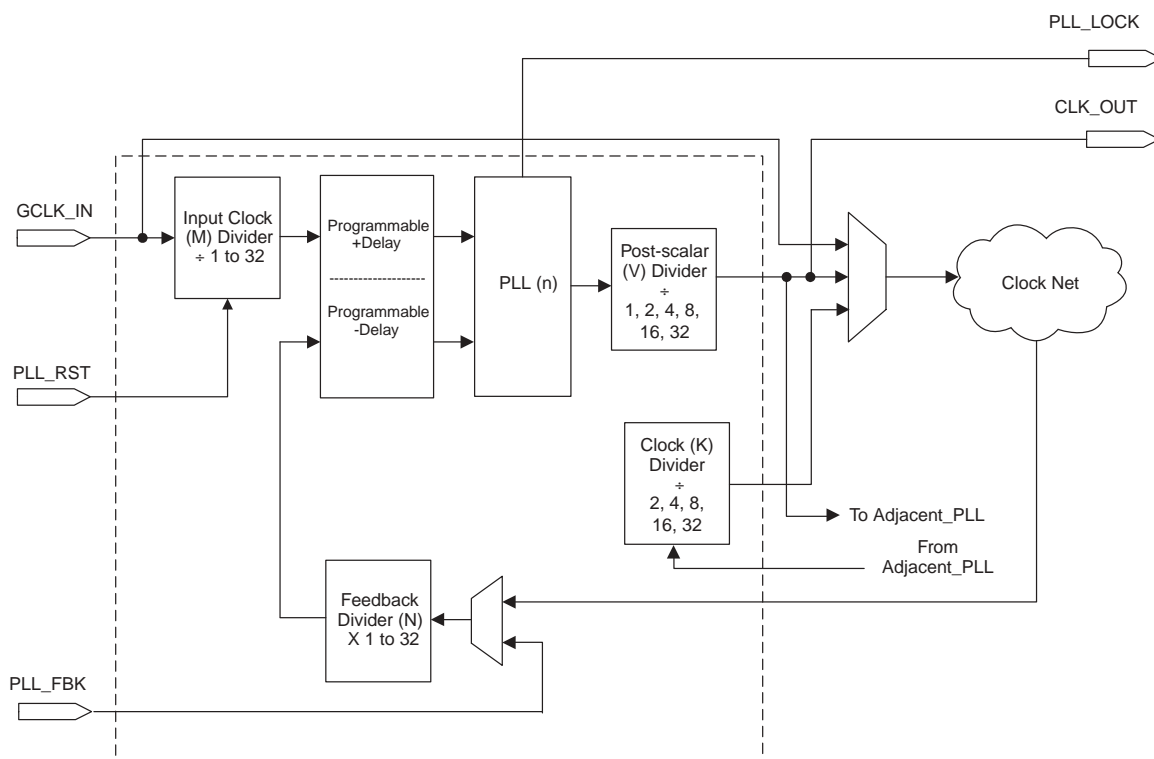 PLL_LOCK
CLK_OUT
GCLK_IN
Input Clock
(M) Divider
÷ 1 to 32
Programmable
+Delay
Programmable
-Delay
PLL (n)
Post-scalar
(V) Divider
÷
1, 2, 4, 8,
16, 32
Clock Net
PLL_RST
Clock (K)
Divider
÷
2, 4, 8,
16, 32
To Adjacent_PLL
From
Adjacent_PLL
Feedback
Divider (N)
X 1 to 32
PLL_FBK